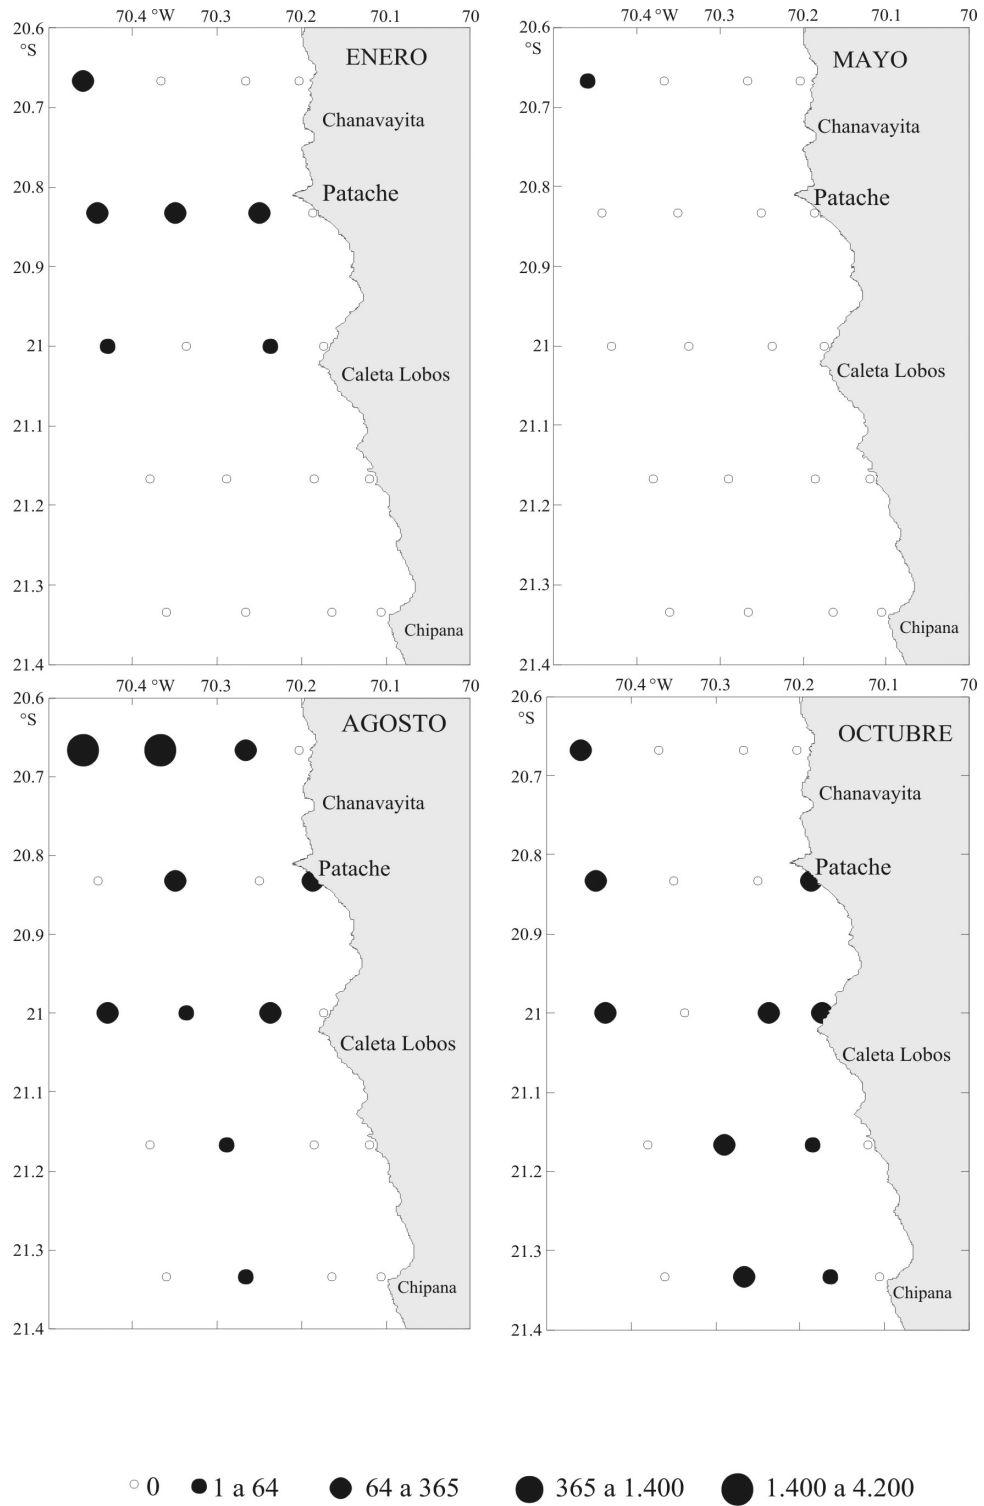 70.4 °W 70.3 70.2 70.1 70
20.6
°S
ENERO
20.7
Chanavayita
20.8
Patache
20.9
21
Caleta Lobos
21.1
21.2
21.3
Chipana
21.4
70.4 °W 70.3 70.2 70.1 70
20.6
°S
MAYO
20.7
Chanavayita
20.8
Patache
20.9
21
Caleta Lobos
21.1
21.2
21.3
Chipana
21.4
70.4 °W 70.3 70.2 70.1 70
20.6
°S
AGOSTO
20.7
Chanavayita
20.8
Patache
20.9
21
Caleta Lobos
21.1
21.2
21.3
Chipana
21.4
70.4 °W 70.3 70.2 70.1 70
20.6
°S
OCTUBRE
20.7
Chanavayita
20.8
Patache
20.9
21
Caleta Lobos
21.1
21.2
21.3
Chipana
21.4
0 1 a 64 64 a 365 365 a 1.400 1.400 a 4.200